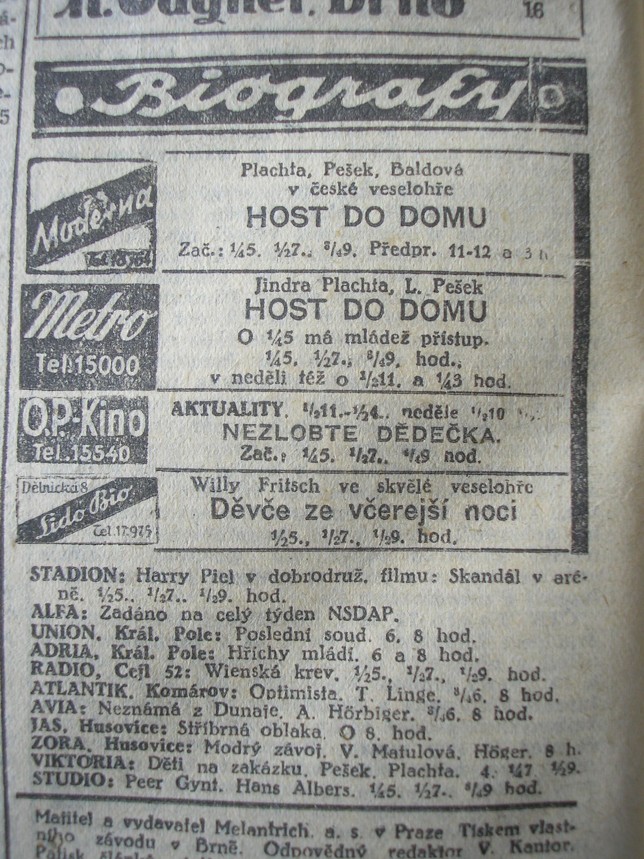 R. Wagner, Brno
16
Biografy
Moderna
Plachta, Pešek, Baldová
v české veselohře
HOST DO DOMU
Zač.: ¼5. ½7., ¾9. Předpr. 11-12 a 3 h
Metro
Tel.15000
Jindra Plachta, L. Pešek
HOST DO DOMU
O ¼5 má mládež přístup.
¼5. ½7., ¾9. hod.,
v neděli též o ½11. a ¼3 hod.
O.P.-Kino
Tel.15540
AKTUALITY. neděle ½10
NEZLOBTE DĚDEČKA.
Zač.: ¼5. ½7., hod.
Dělnická 8
Lido Bio
tel.17.975
Willy Fritsch ve skvělé veselohře
Děvče ze včerejší noci
½5., ½7., ½9. hod.
STADION: Harry Piel v dobrodruž. filmu: Skandál v aré-
ně. ½5.. ½7.. ½9. hod.
ALFA: Zadáno na celý týden NSDAP.
UNION, Král. Pole: Poslední soud. 6, 8 hod.
ADRIA, Král. Pole: Hříchy mládí. 6 a 8 hod.
RADIO, Cejl 52: Wienská krev. ½5., ½7., ½9. hod.
ATLANTIK, Komárov: Optimista. T. Linge. ¾6. 8 hod.
AVIA: Neznámá z Dunaje, A. Hörbiger. ¾6. 8 hod.
JAS, Husovice: Stříbrná oblaka. O 8. hod.
ZORA, Husovice: Modrý závoj, V. Matulová, Höger. 8 h.
VIKTORIA: Děti na zakázku. Pešek, Plachta. 4. ¼7 ½9.
STUDIO: Peer Gynt. Hans Albers. ¼5. ½7.. ¾9 hod.
Majitel a vydavatel Melantrich, a. s. v Praze Tiskem vlast-
ního závodu v Brně. Odpovědný redaktor V. Kantor.